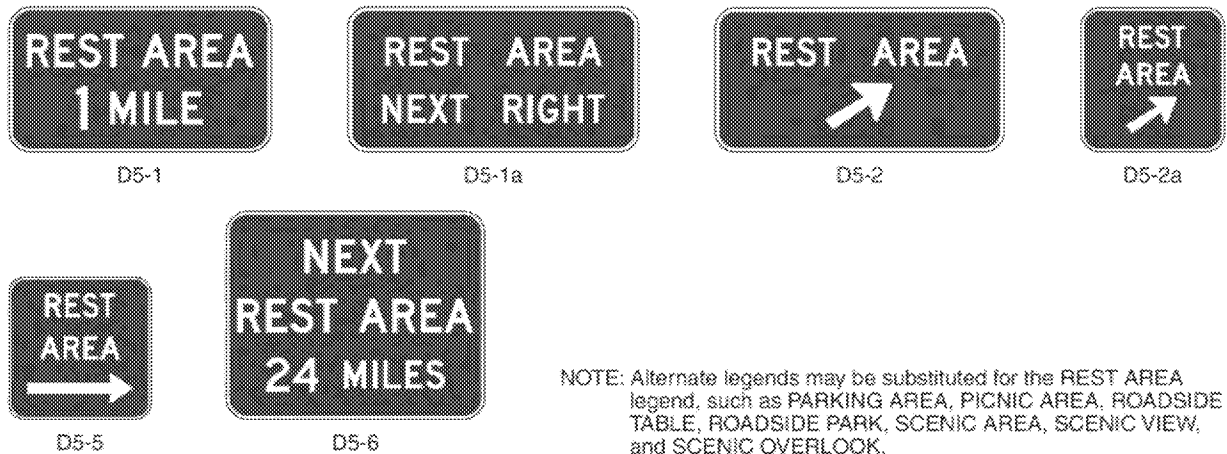 REST AREA
1 MILE
D5-1
REST AREA
NEXT RIGHT
D5-1a
REST AREA
D5-2
REST
AREA
D5-2a
REST
AREA
D5-5
NEXT
REST AREA
24 MILES
D5-6
NOTE: Alternate legends may be substituted for the REST AREA
legend, such as PARKING AREA, PICNIC AREA, ROADSIDE
TABLE, ROADSIDE PARK, SCENIC AREA, SCENIC VIEW,
and SCENIC OVERLOOK.